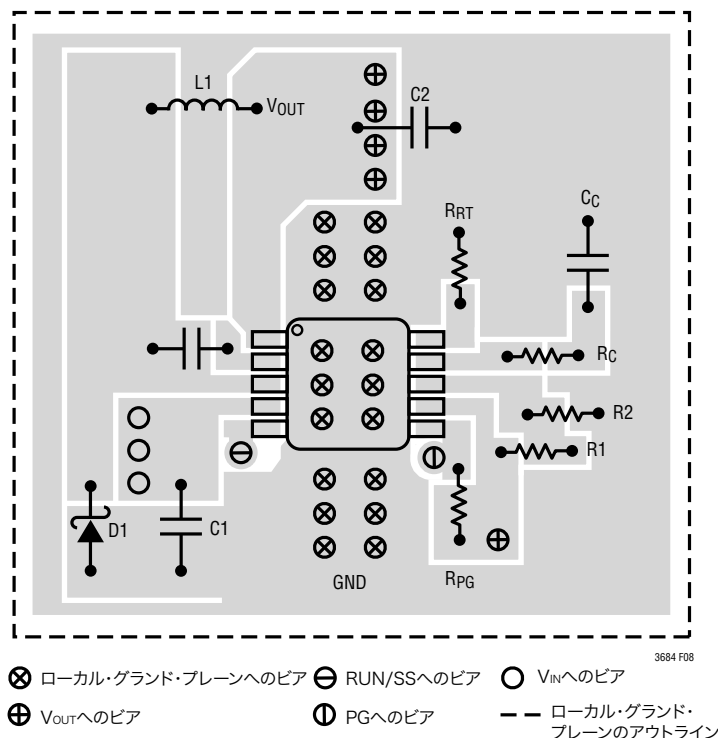 L1
VOUT
C2
RRT
CC
RC
R2
R1
D1
C1
GND
RPG
3684 F08
ローカル・グランド・プレーンへのビア
RUN/SSへのビア
VINへのビア
VOUTへのビア
PGへのビア
ローカル・グランド・
プレーンのアウトライン